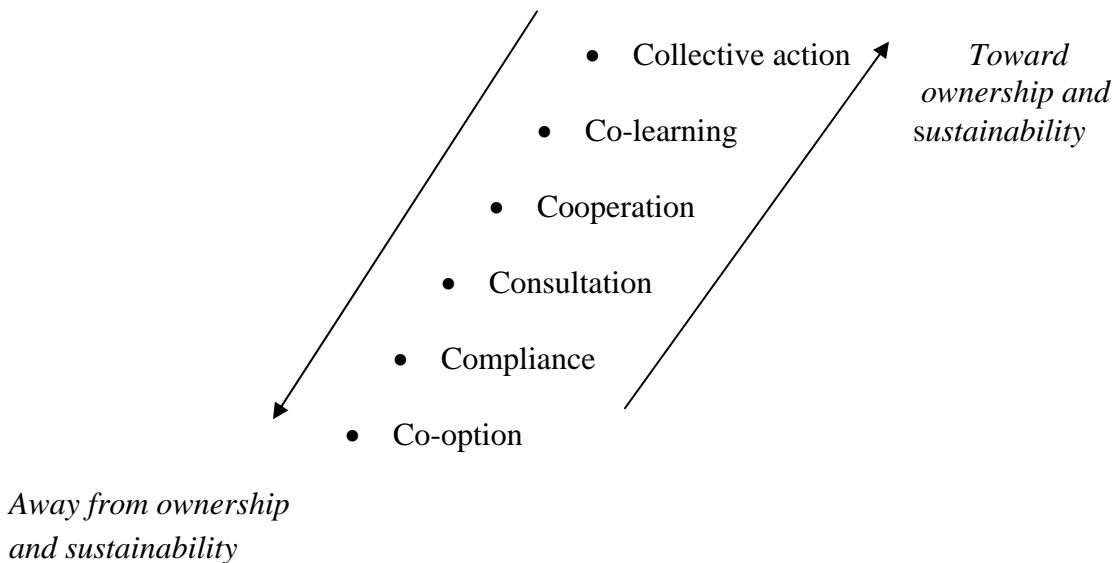 • Collective action
Toward
ownership and
sustainability
• Co-learning
• Cooperation
• Consultation
• Compliance
• Co-option
Away from ownership
and sustainability